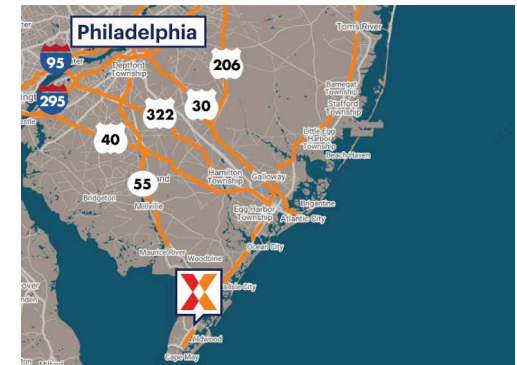 Philadelphia
Toms River
95
206
Deptford
Township
Barnegat
Township
295
322
30
Stafford
Township
40
Little Egg
Harbor
Township
Beach Haven
55
Hamilton
Township
Galloway
Bridgeton
Millville
Brigantine
Egg Harbor
Township
Atlantic City
Ocean City
Maurice River
Woodbine
City
Wildwood
Cape May
Milford